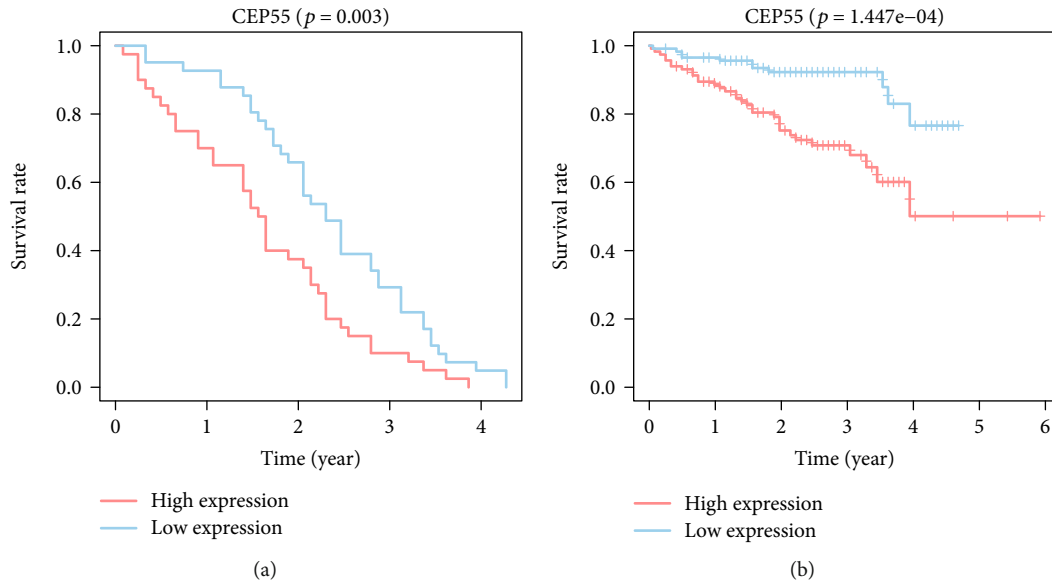 CEP55 (p = 0.003)
1.0
0.8
0.6
0.4
0.2
0.0
Survival rate
0 1 2 3 4
Time (year)
High expression
Low expression
(a)
CEP55 (p = 1.447e−04)
1.0
0.8
0.6
0.4
0.2
0.0
Survival rate
0 1 2 3 4 5 6
Time (year)
High expression
Low expression
(b)